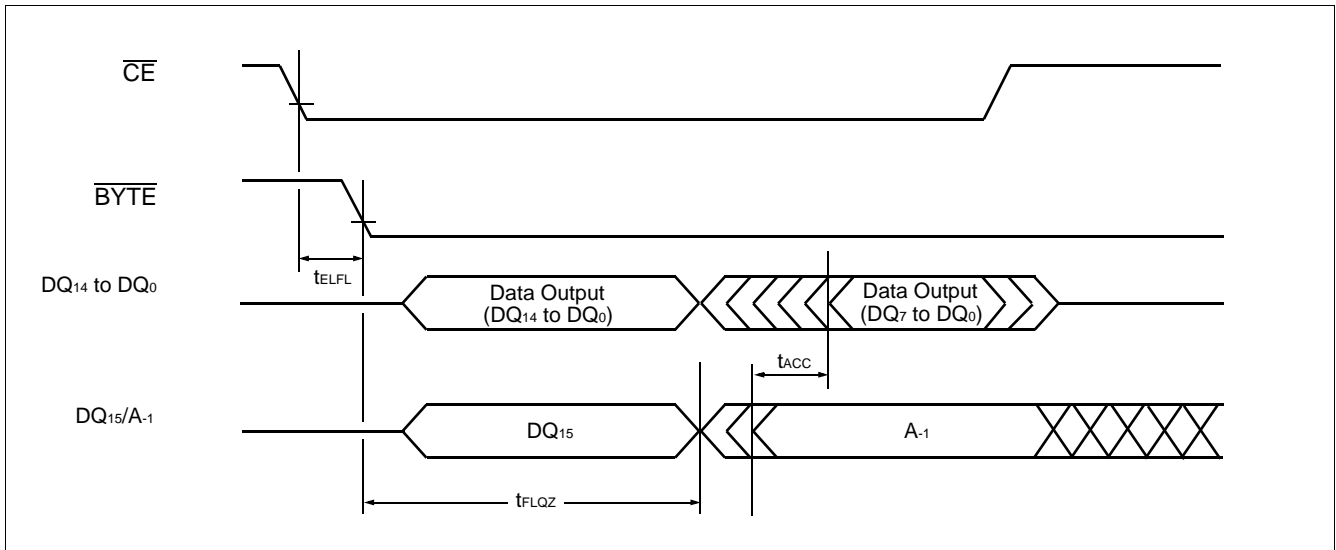 CE
BYTE
tELFL
DQ14 to DQ0
Data Output
(DQ14 to DQ0)
Data Output
(DQ7 to DQ0)
tACC
DQ15/A-1
DQ15
A-1
tFLQZ